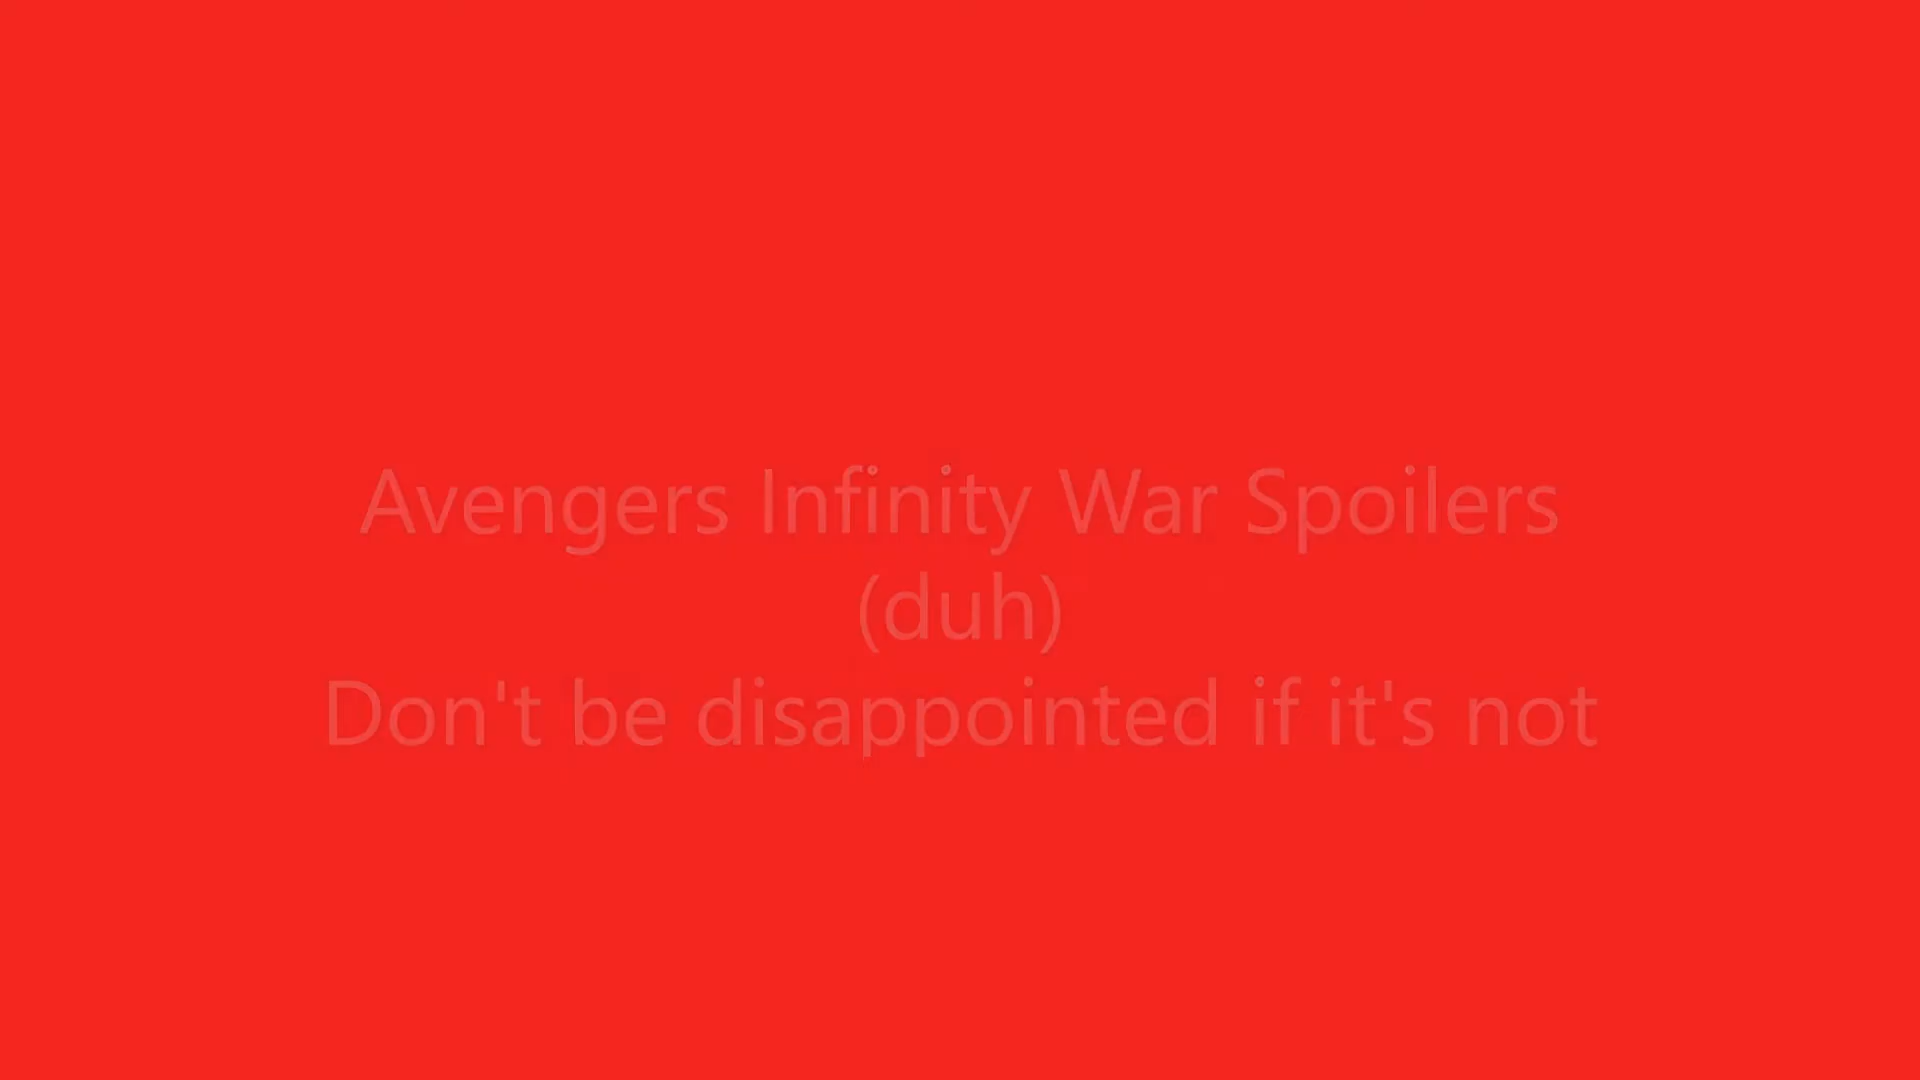 Avengers Infinity War Spoilers
(duh)
Don't be disappointed if it's not